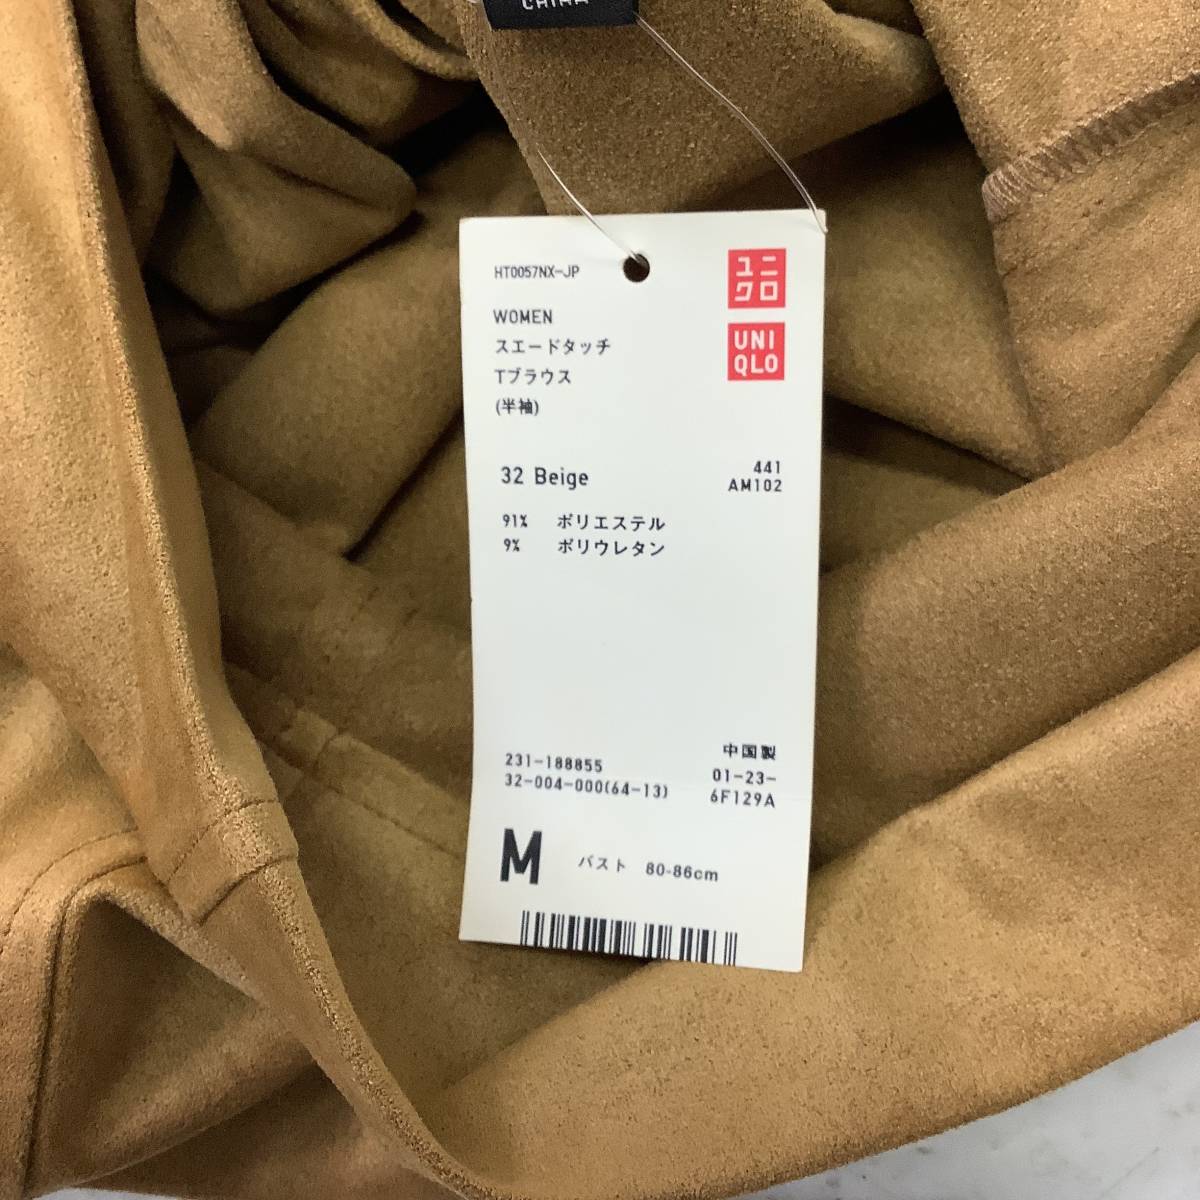 CHINA
HT0057NX-JP
ユニ
クロ
UNI
QLO
WOMEN
スエードタッチ
Tブラウス
(半袖)
32 Beige
441
AM102
91% ポリエステル
9% ポリウレタン
231-188855
32-004-000(64-13)
中国製
01-23-
6F129A
M バスト 80-86cm